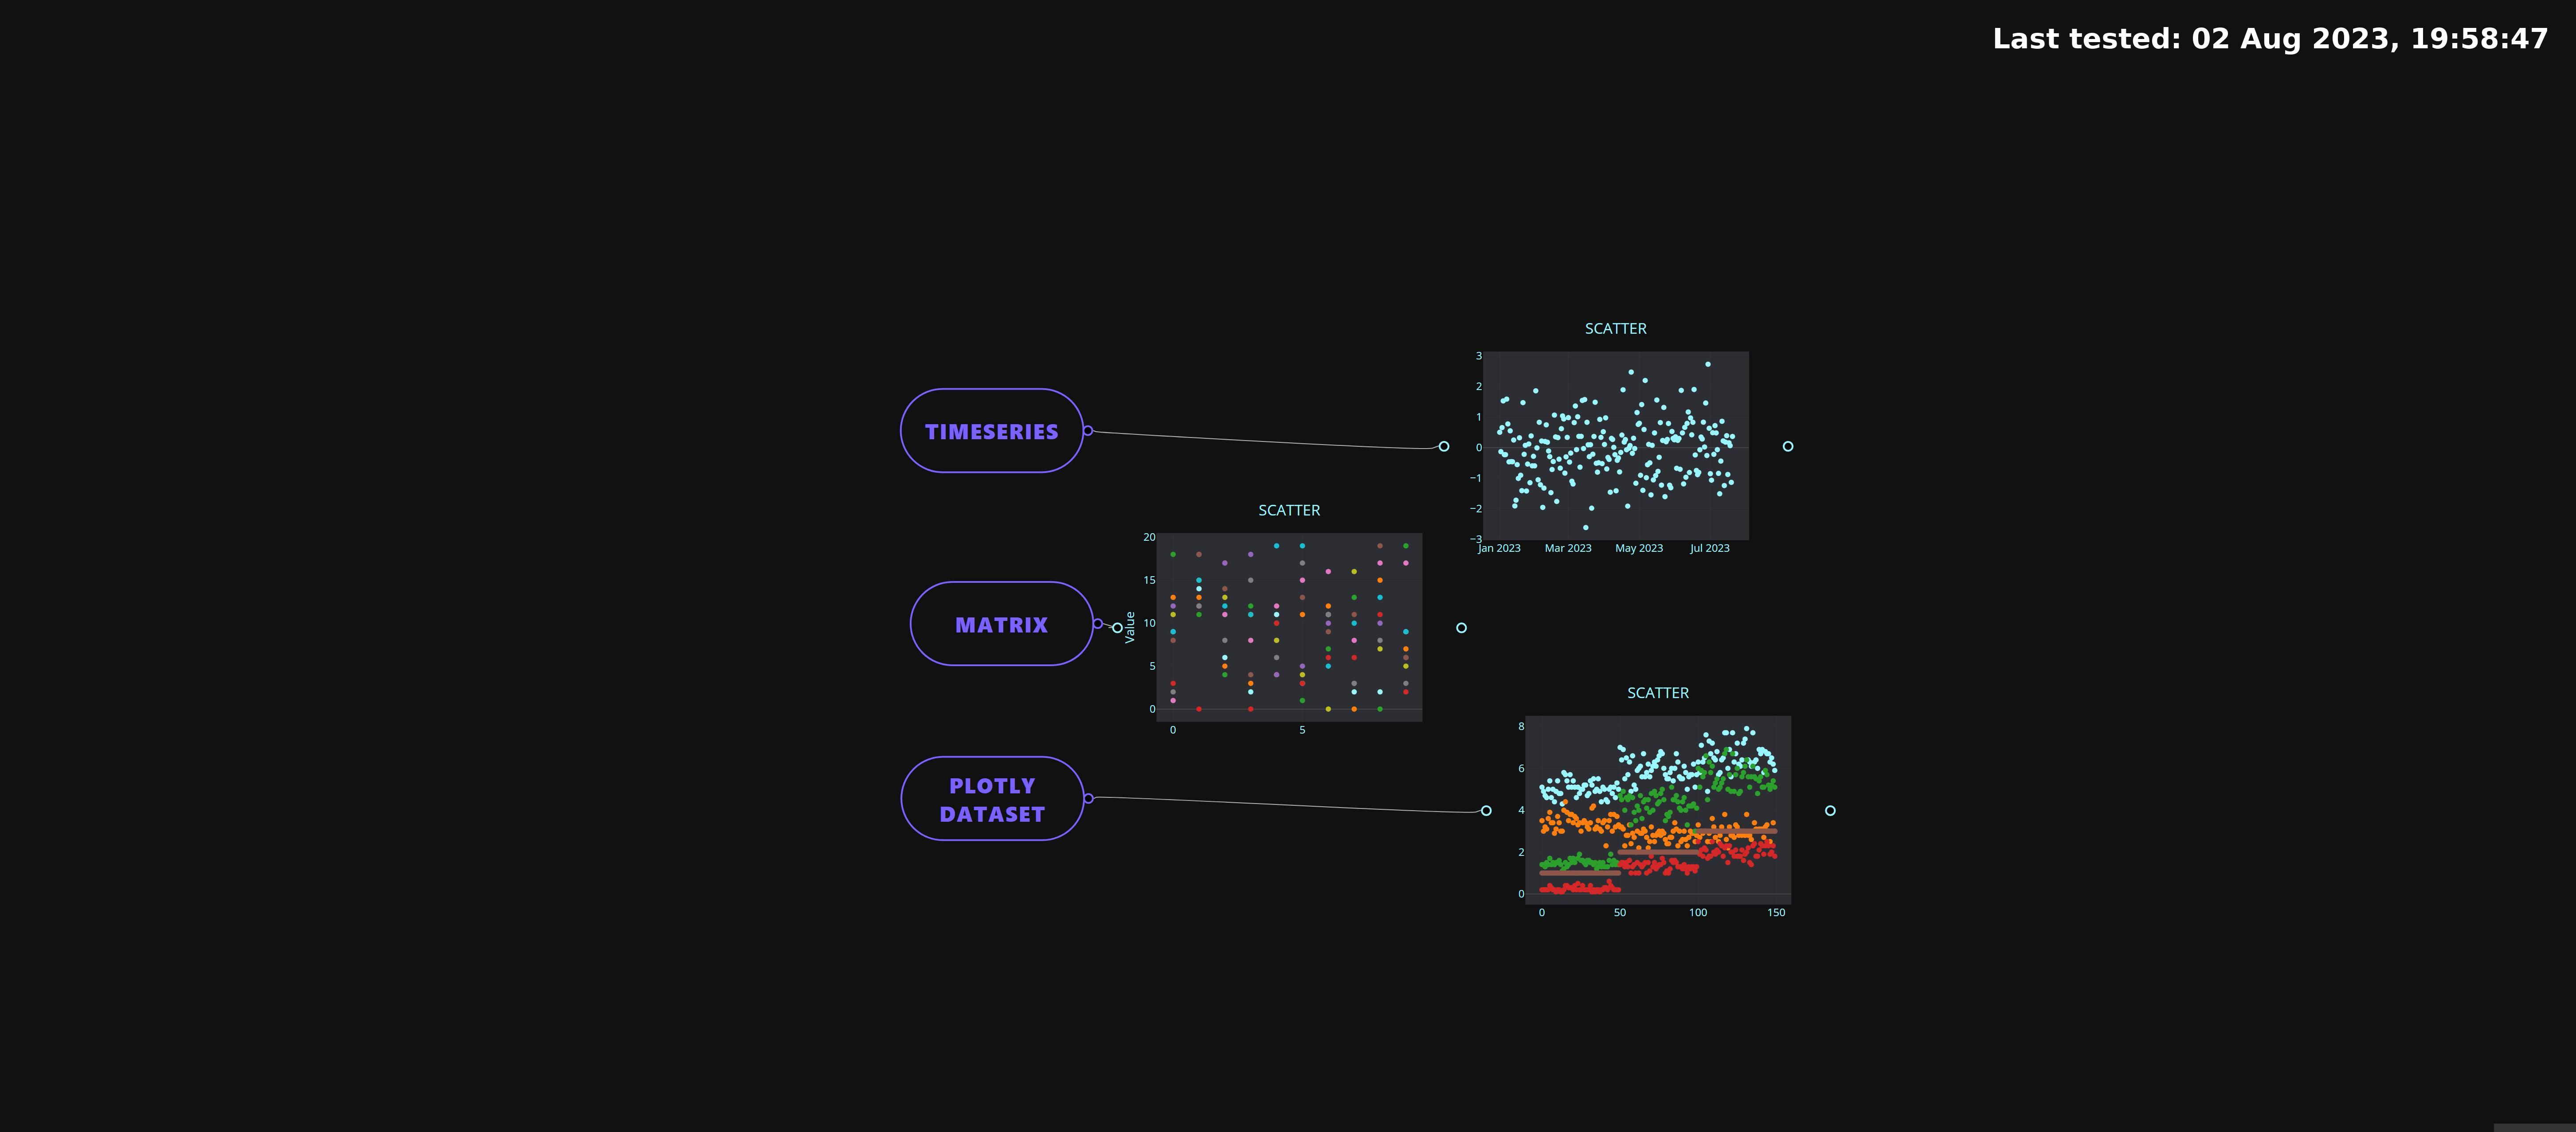 Last tested: 02 Aug 2023, 19:58:47
SCATTER
3
2
1
0
−1
−2
−3
Jan 2023 Mar 2023 May 2023 Jul 2023
TIMESERIES
SCATTER
20
15
10
5
0
Value
0 5
MATRIX
SCATTER
8
6
4
2
0
0 50 100 150
PLOTLY
DATASET